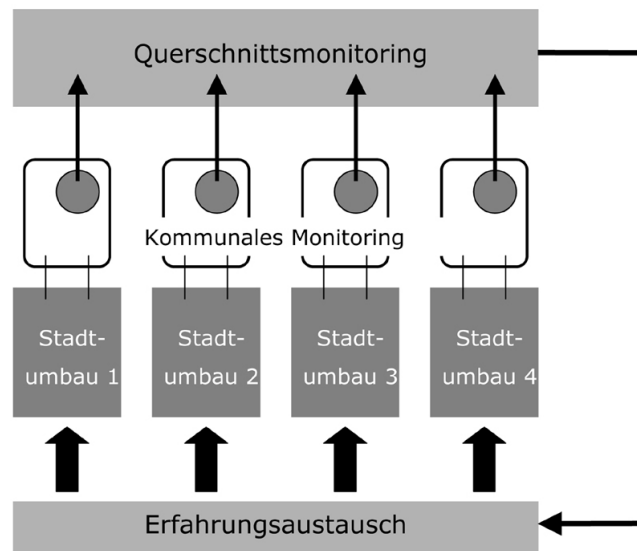 Querschnittsmonitoring
Kommunales Monitoring
Stadt-
umbau 1
Stadt-
umbau 2
Stadt-
umbau 3
Stadt-
umbau 4
Erfahrungsaustausch